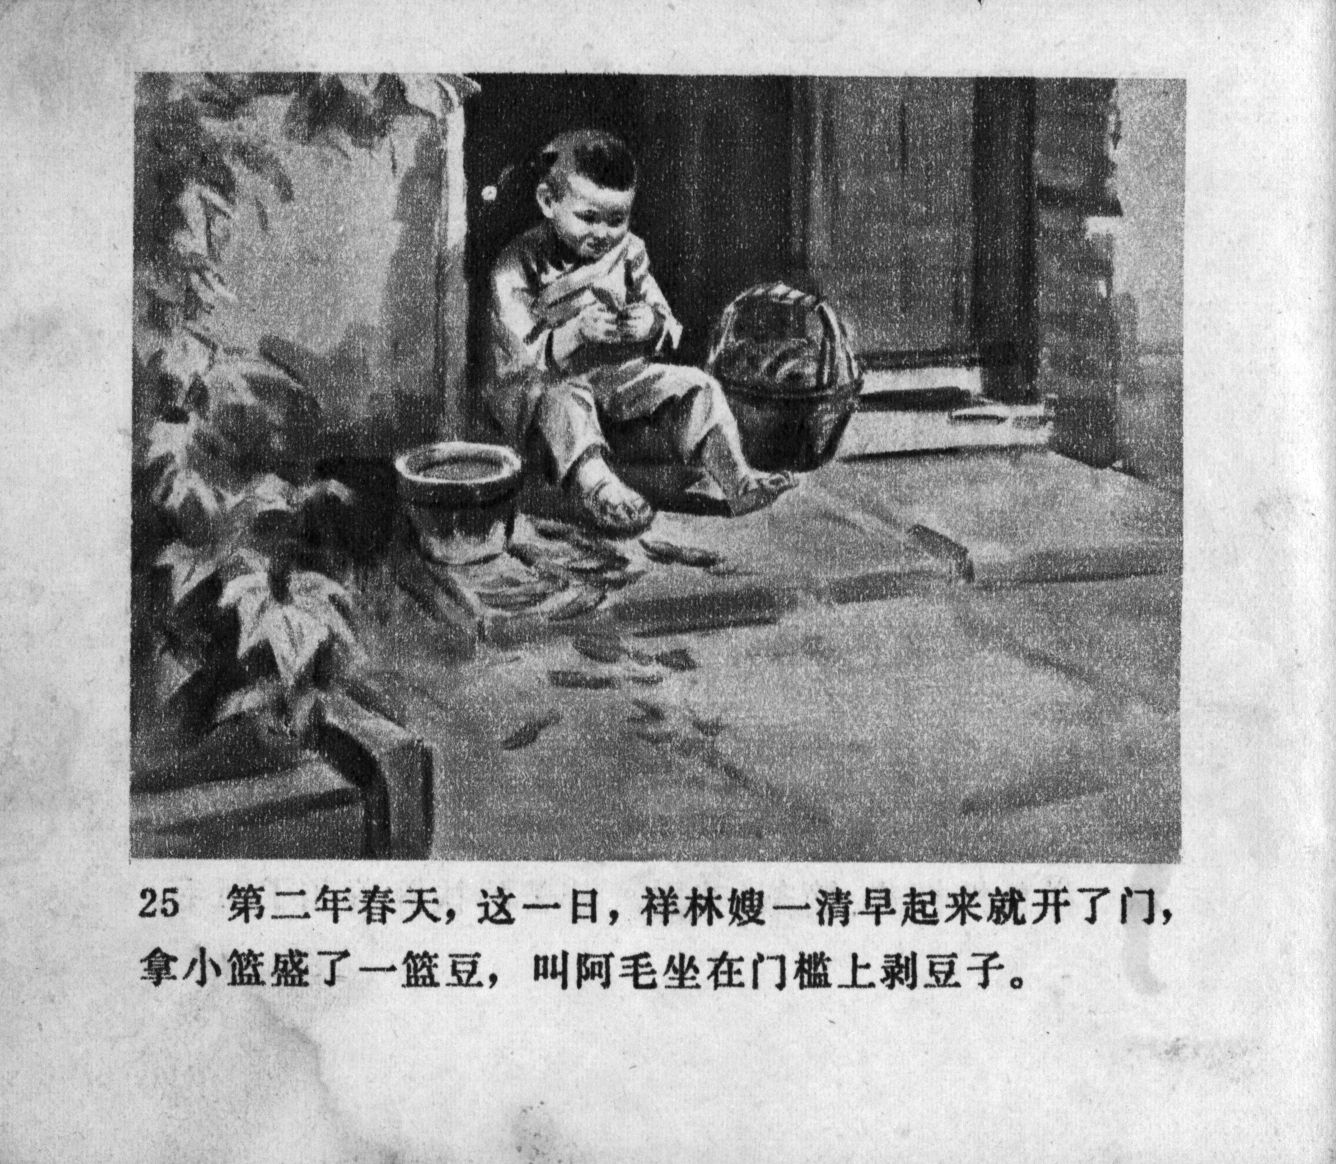 25 第二年春天，这一日，祥林嫂一清早起来就开了门，
拿小篮盛了一篮豆，叫阿毛坐在门槛上剥豆子。